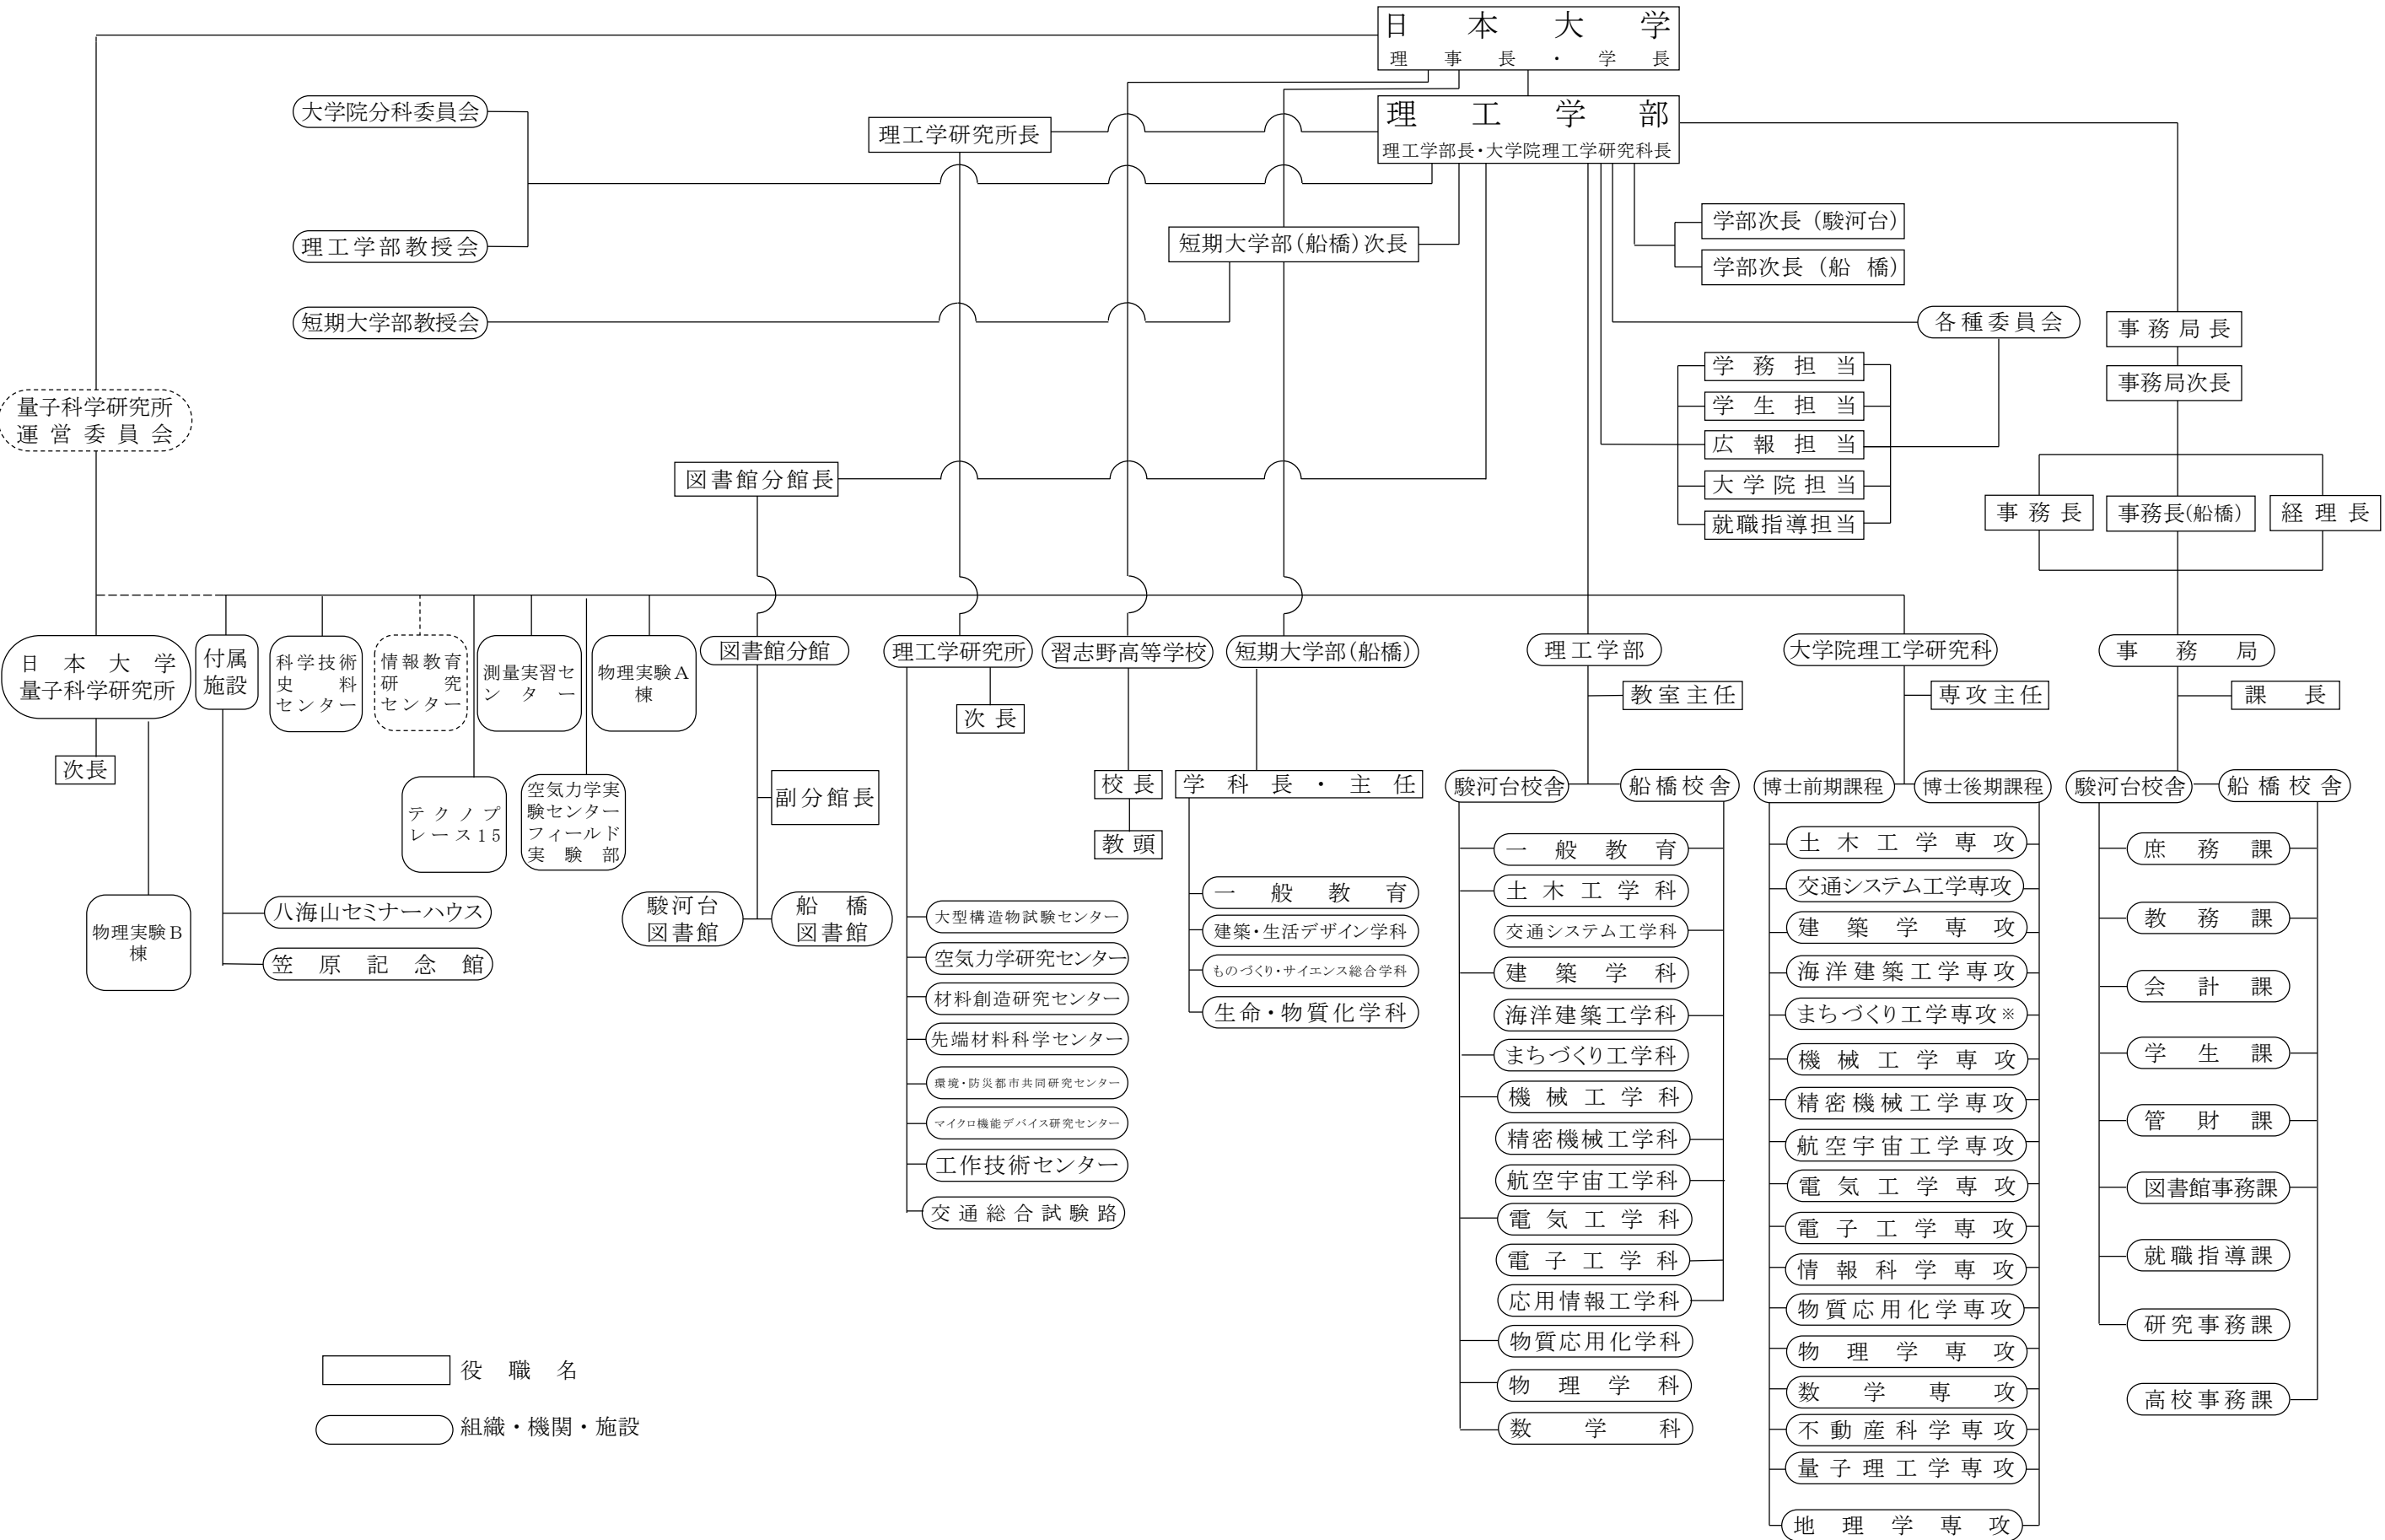 日本大学
理事長・学長
理工学部
理工学部長・大学院理工学研究科長
大学院分科委員会
理工学研究所長
理工学部教授会
短期大学部(船橋)次長
学部次長(駿河台)
学部次長(船橋)
短期大学部教授会
各種委員会
事務局長
事務局次長
学務担当
学生担当
広報担当
大学院担当
就職指導担当
量子科学研究所
運営委員会
図書館分館長
事務長
事務長(船橋)
経理長
日本大学
量子科学研究所
付属
施設
科学技術
史料
センター
情報教育
研究
センター
測量実習セ
ンター
物理実験A
棟
図書館分館
理工学研究所
習志野高等学校
短期大学部(船橋)
理工学部
大学院理工学研究科
事務局
教室主任
専攻主任
課長
次長
次長
テクノプ
レース15
空気力学実
験センター
フィールド
実験部
副分館長
校長
教頭
学科長・主任
駿河台校舎
船橋校舎
博士前期課程
博士後期課程
駿河台校舎
船橋校舎
物理実験B
棟
八海山セミナーハウス
笠原記念館
駿河台
図書館
船橋
図書館
大型構造物試験センター
空気力学研究センター
材料創造研究センター
先端材料科学センター
環境・防災都市共同研究センター
マイクロ機能デバイス研究センター
工作技術センター
交通総合試験路
一般教育
建築・生活デザイン学科
ものづくり・サイエンス総合学科
生命・物質化学科
一般教育
土木工学科
交通システム工学科
建築学科
海洋建築工学科
まちづくり工学科
機械工学科
精密機械工学科
航空宇宙工学科
電気工学科
電子工学科
応用情報工学科
物質応用化学科
物理学科
数学科
土木工学専攻
交通システム工学専攻
建築学専攻
海洋建築工学専攻
まちづくり工学専攻※
機械工学専攻
精密機械工学専攻
航空宇宙工学専攻
電気工学専攻
電子工学専攻
情報科学専攻
物質応用化学専攻
物理学専攻
数学専攻
不動産科学専攻
量子理工学専攻
地理学専攻
庶務課
教務課
会計課
学生課
管財課
図書館事務課
就職指導課
研究事務課
高校事務課
役職名
組織・機関・施設